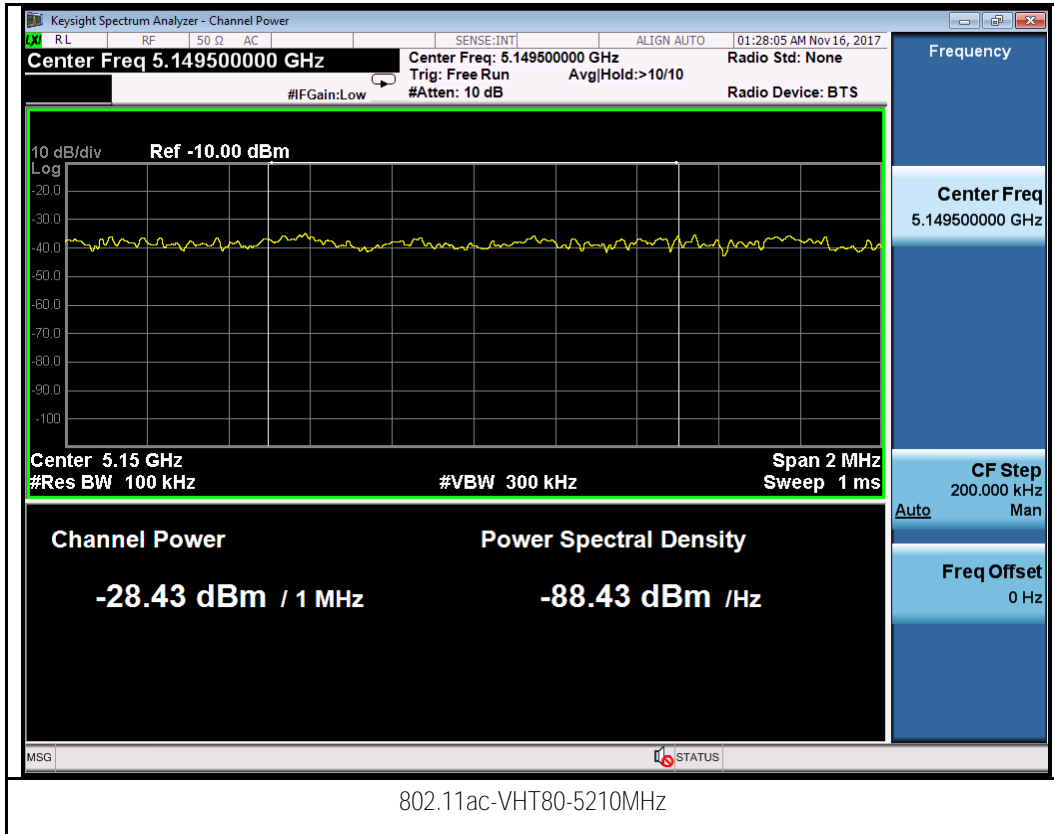 Keysight Spectrum Analyzer - Channel Power
LXI RL RF 50 Ω AC SENSE:INT ALIGN AUTO 01:28:05 AM Nov 16, 2017
Center Freq 5.149500000 GHz
Center Freq: 5.149500000 GHz
Radio Std: None
Trig: Free Run Avg|Hold:>10/10
#IFGain:Low
#Atten: 10 dB
Radio Device: BTS
10 dB/div Ref -10.00 dBm
Log
-20.0
-30.0
-40.0
-50.0
-60.0
-70.0
-80.0
-90.0
-100
Center 5.15 GHz Span 2 MHz
#Res BW 100 kHz #VBW 300 kHz Sweep 1 ms
Channel Power Power Spectral Density
-28.43 dBm / 1 MHz -88.43 dBm /Hz
Frequency
Center Freq
5.149500000 GHz
CF Step
200.000 kHz
Auto Man
Freq Offset
0 Hz
MSG STATUS
802.11ac-VHT80-5210MHz